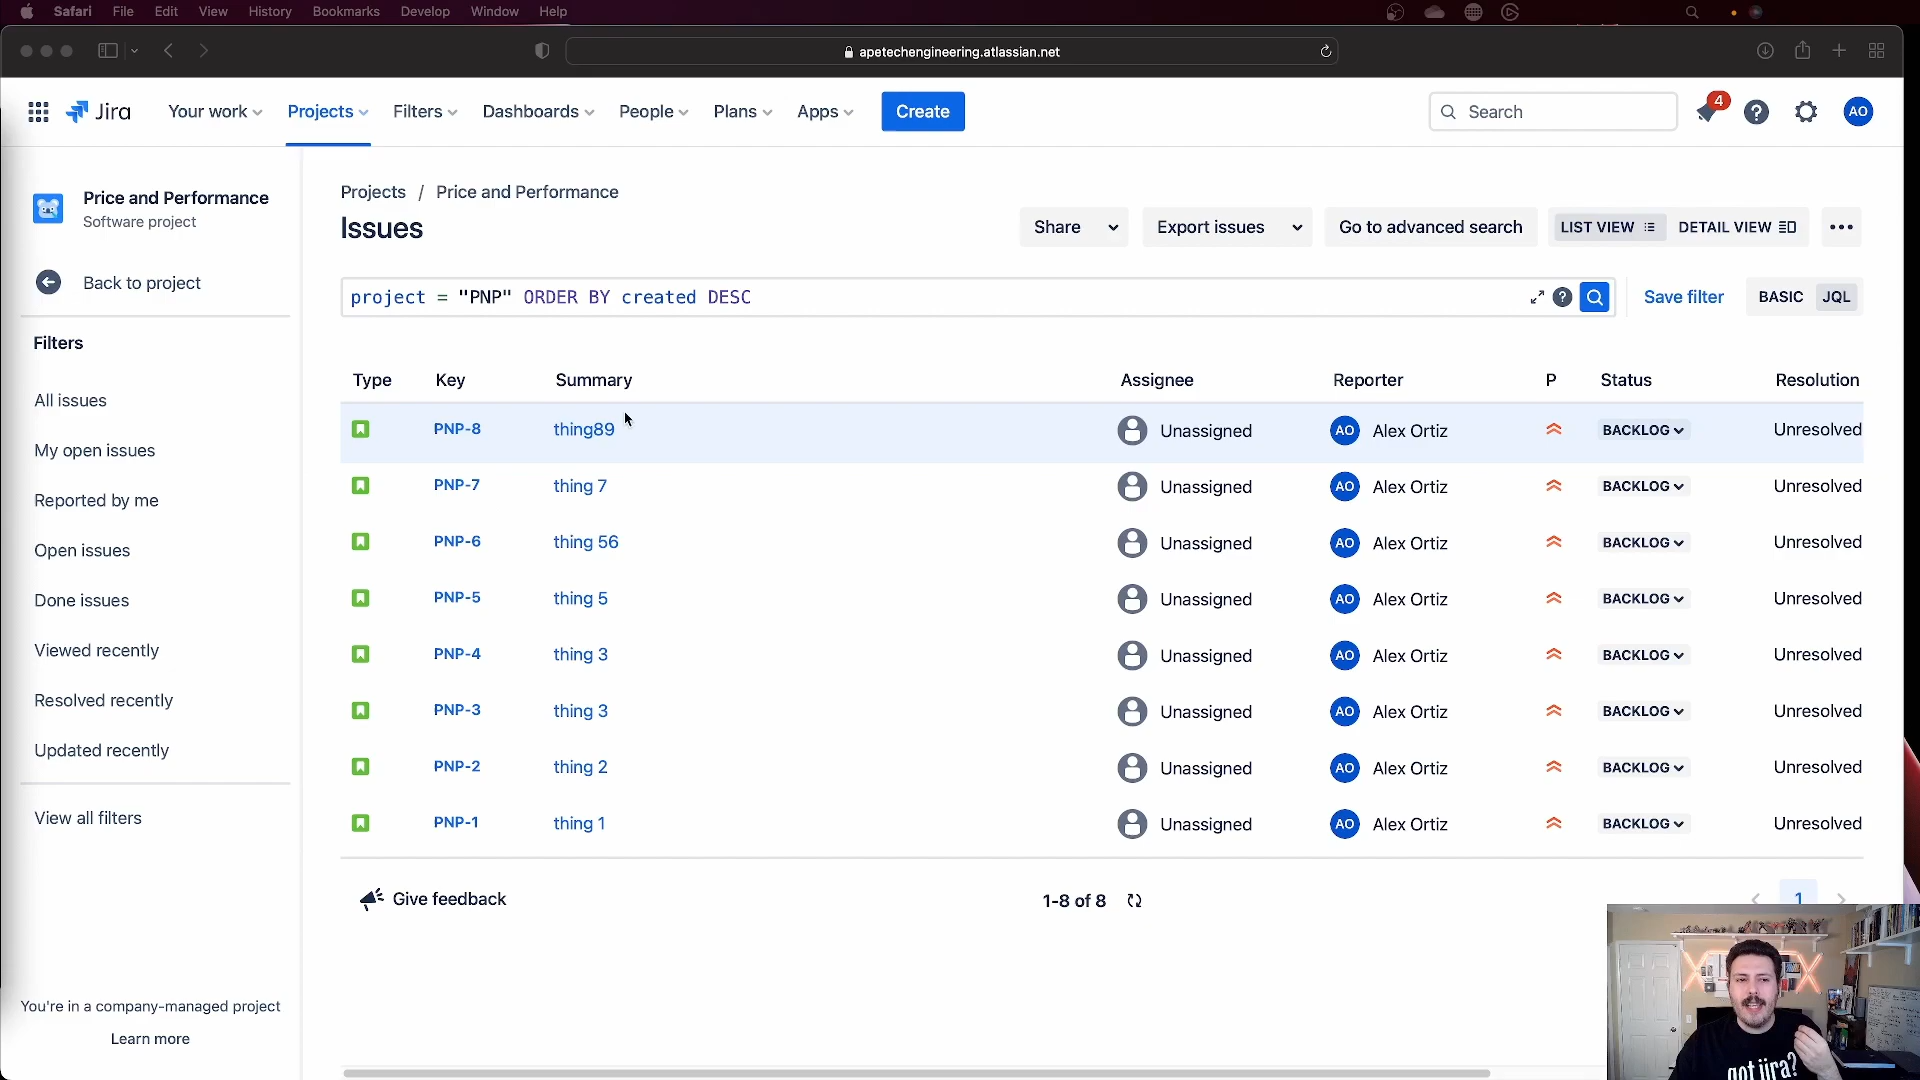 Safari File Edit View History Bookmarks Develop Window Help
apetechengineering.atlassian.net
Jira Your work Projects Filters Dashboards People Plans Apps Create Search 4 AO
Price and Performance
Software project
Back to project
Filters
All issues
My open issues
Reported by me
Open issues
Done issues
Viewed recently
Resolved recently
Updated recently
View all filters
You're in a company-managed project
Learn more
Projects / Price and Performance
Issues
Share Export issues Go to advanced search LIST VIEW DETAIL VIEW
project = "PNP" ORDER BY created DESC
Save filter BASIC JQL
Type Key Summary Assignee Reporter P Status Resolution
PNP-8 thing89 Unassigned AO Alex Ortiz BACKLOG Unresolved
PNP-7 thing 7 Unassigned AO Alex Ortiz BACKLOG Unresolved
PNP-6 thing 56 Unassigned AO Alex Ortiz BACKLOG Unresolved
PNP-5 thing 5 Unassigned AO Alex Ortiz BACKLOG Unresolved
PNP-4 thing 3 Unassigned AO Alex Ortiz BACKLOG Unresolved
PNP-3 thing 3 Unassigned AO Alex Ortiz BACKLOG Unresolved
PNP-2 thing 2 Unassigned AO Alex Ortiz BACKLOG Unresolved
PNP-1 thing 1 Unassigned AO Alex Ortiz BACKLOG Unresolved
Give feedback 1-8 of 8 1
got jira?